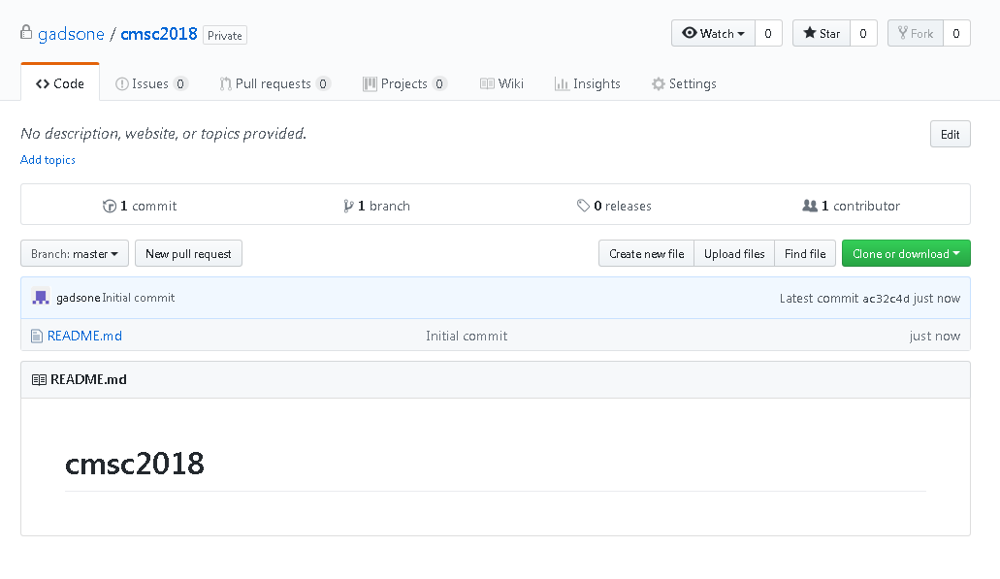 gadsone / cmsc2018 Private Watch 0 Star 0 Fork 0
Code Issues 0 Pull requests 0 Projects 0 Wiki Insights Settings
No description, website, or topics provided. Edit
Add topics
1 commit 1 branch 0 releases 1 contributor
Branch: master New pull request Create new file Upload files Find file Clone or download
gadsone Initial commit Latest commit ac32c4d just now
README.md Initial commit just now
README.md
cmsc2018